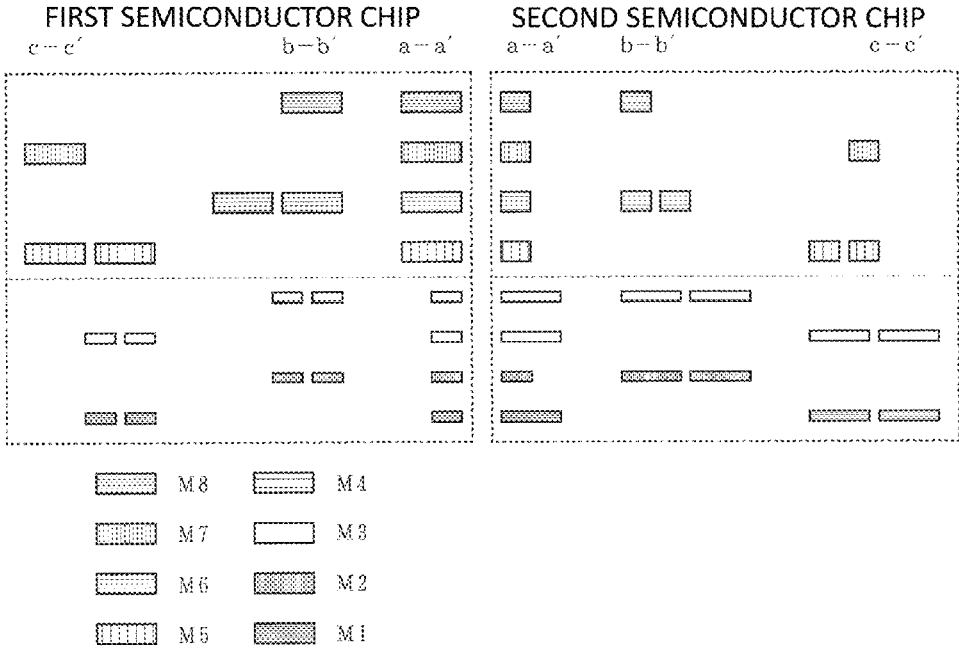 FIRST SEMICONDUCTOR CHIP SECOND SEMICONDUCTOR CHIP
c-c′ b-b′ a-a′ a-a′ b-b′ c-c′
M8 M4
M7 M3
M6 M2
M5 M1